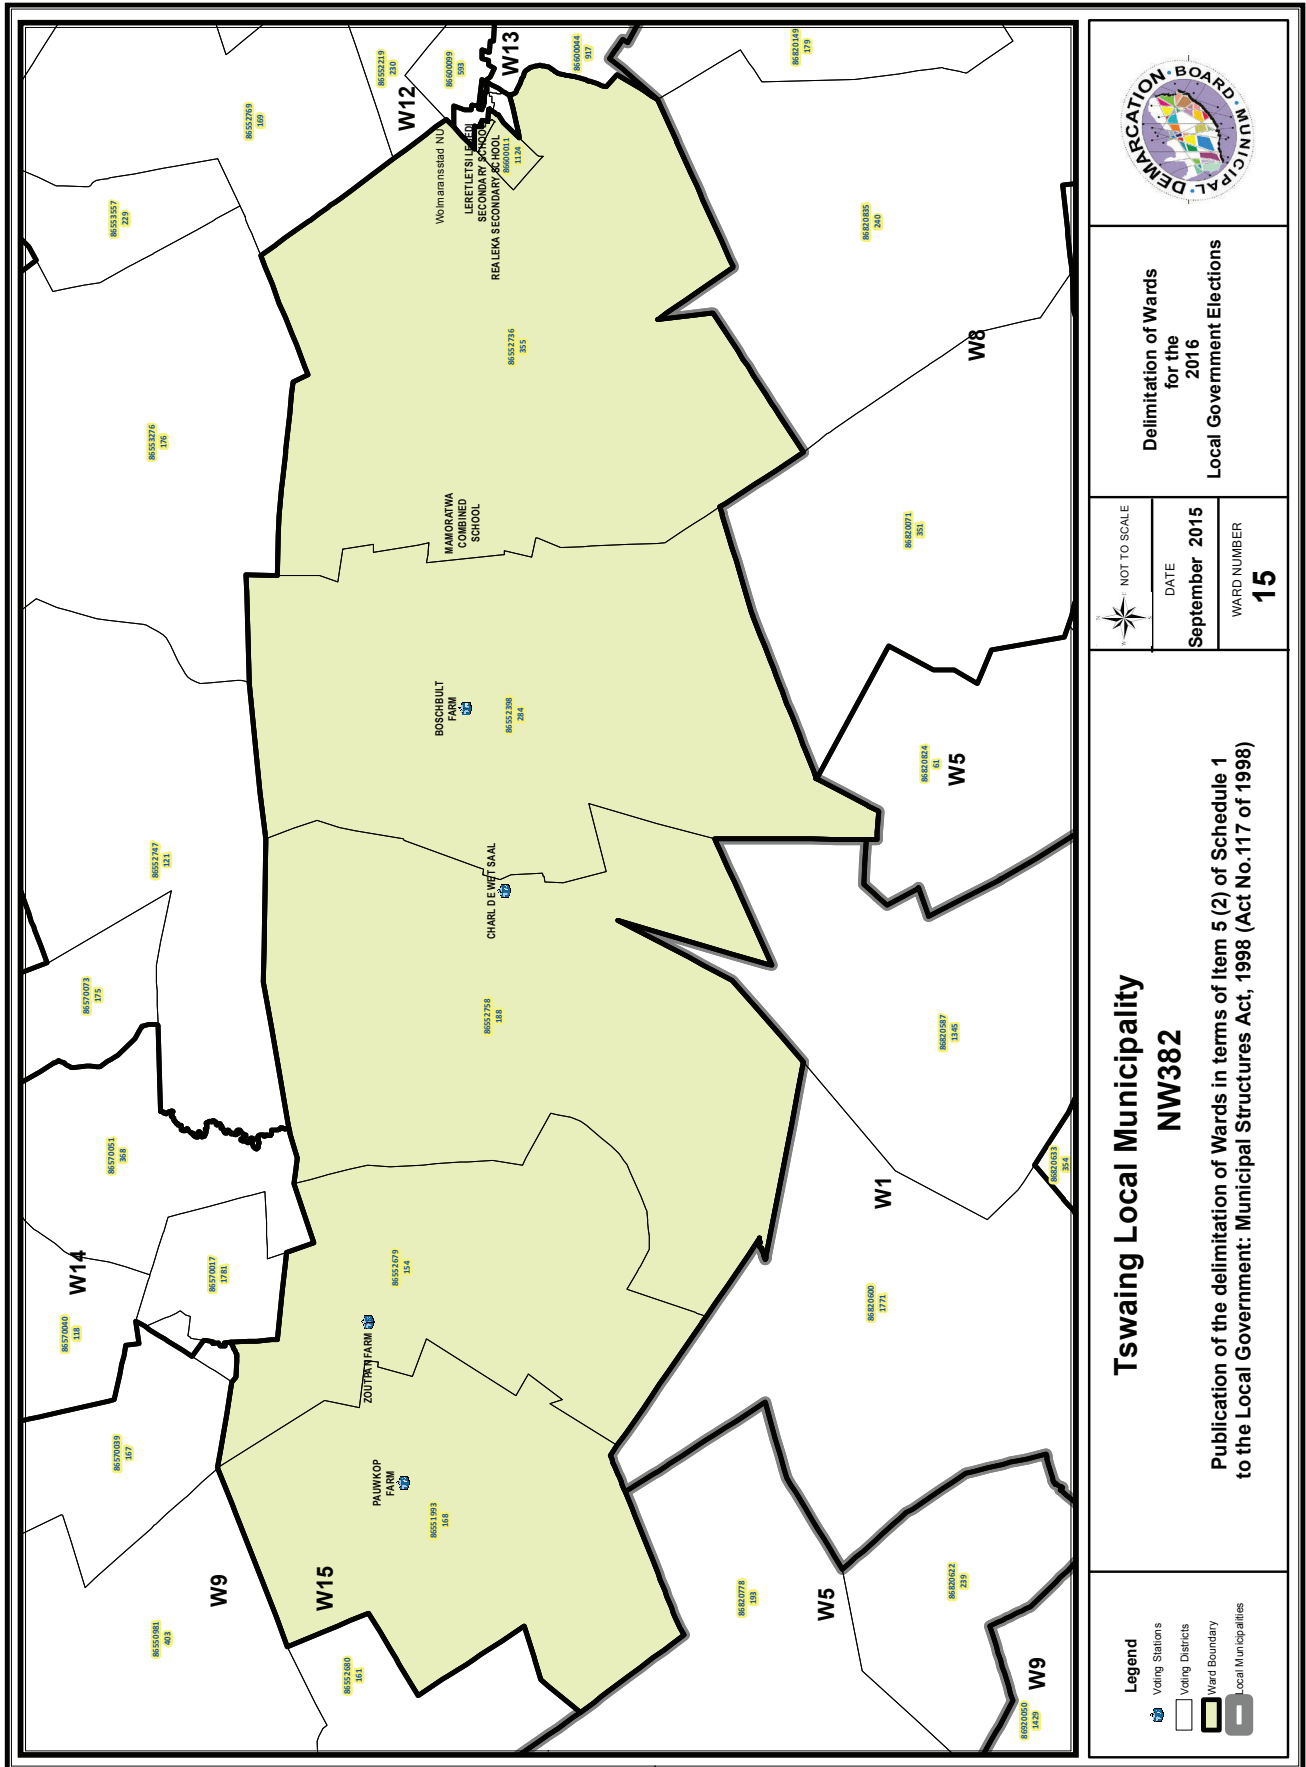 86553557
229
86552769
169
86552219
230
W12
86600099
593
W13
86600044
917
86820149
179
Wolmaransstad NU
LERETLETSI LESEDI
SECONDARY SCHOOL
REALEKA SECONDARY SCHOOL
86600011
1124
86820835
240
86553276
176
86552736
355
W8
MAMORATWA
COMBINED
SCHOOL
86820071
351
BOSCHBULT
FARM
86552398
284
86820824
61
W5
86552747
121
CHARL DE WET SAAL
86570073
175
86552758
188
86820587
1345
86570051
368
86820633
354
W1
W14
86570017
1781
86552679
154
86570040
118
ZOUTPAN FARM
86820600
1771
86570039
167
PAUWKOP
FARM
86551993
168
W9
W15
86550981
403
86552680
161
86820778
193
W5
86820622
239
W9
86920050
1429
Legend
Voting Stations
Voting Districts
Ward Boundary
Local Municipalities
Tswaing Local Municipality
NW382
Publication of the delimitation of Wards in terms of Item 5 (2) of Schedule 1
to the Local Government: Municipal Structures Act, 1998 (Act No.117 of 1998)
NOT TO SCALE
DATE
September 2015
WARD NUMBER
15
Delimitation of Wards
for the
2016
Local Government Elections
MUNICIPAL • DEMARCATION • BOARD •